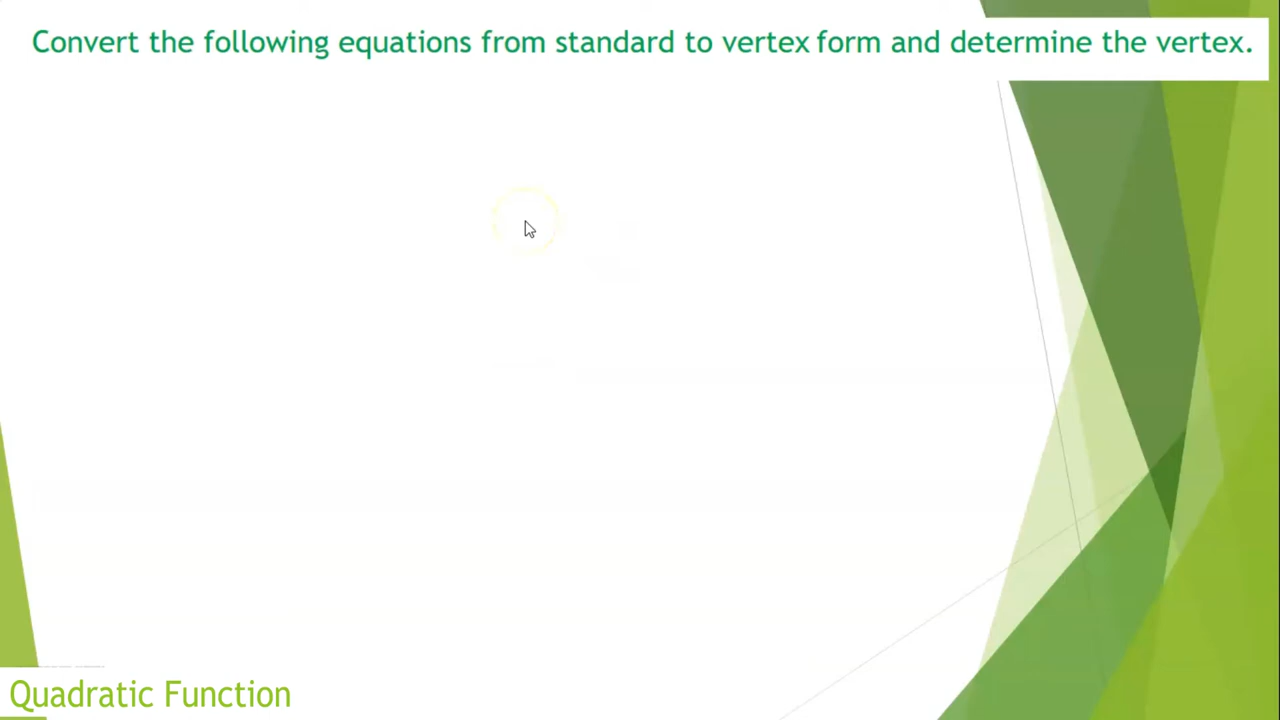 Convert the following equations from standard to vertex form and determine the vertex.
Quadratic Function